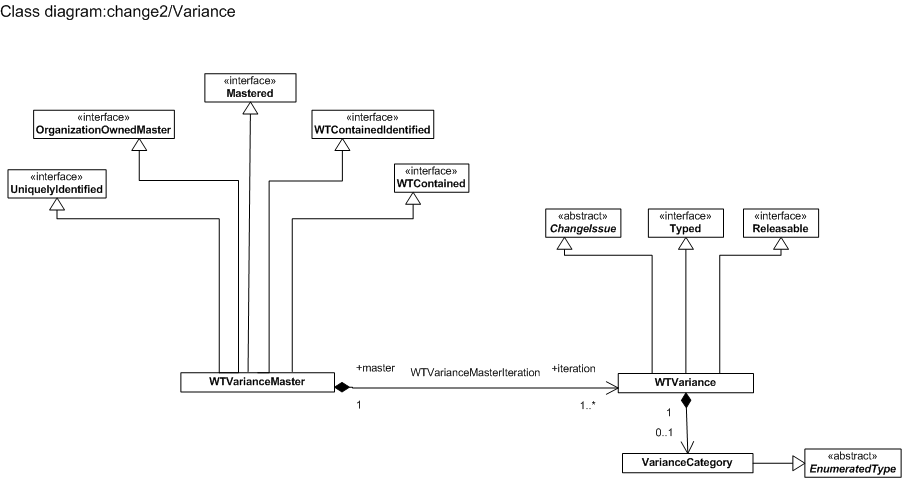 Class diagram:change2/Variance
«interface»
Mastered
«interface»
OrganizationOwnedMaster
«interface»
WTContainedIdentified
«interface»
UniquelyIdentified
«interface»
WTContained
«abstract»
ChangeIssue
«interface»
Typed
«interface»
Releasable
WTVarianceMaster
+master
WTVarianceMasterIteration
+iteration
1
1..*
WTVariance
1
0..1
VarianceCategory
«abstract»
EnumeratedType